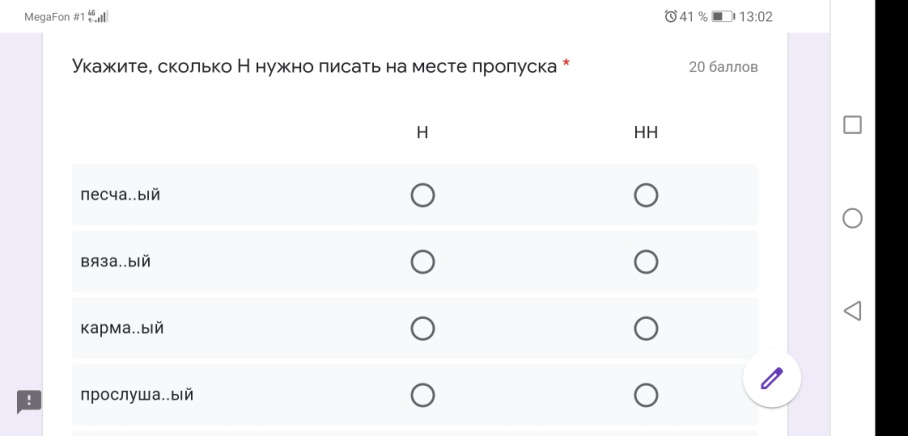 MegaFon #1 46 41 % 13:02
Укажите, сколько Н нужно писать на месте пропуска * 20 баллов
Н НН
песча..ый
вяза..ый
карма..ый
прослуша..ый